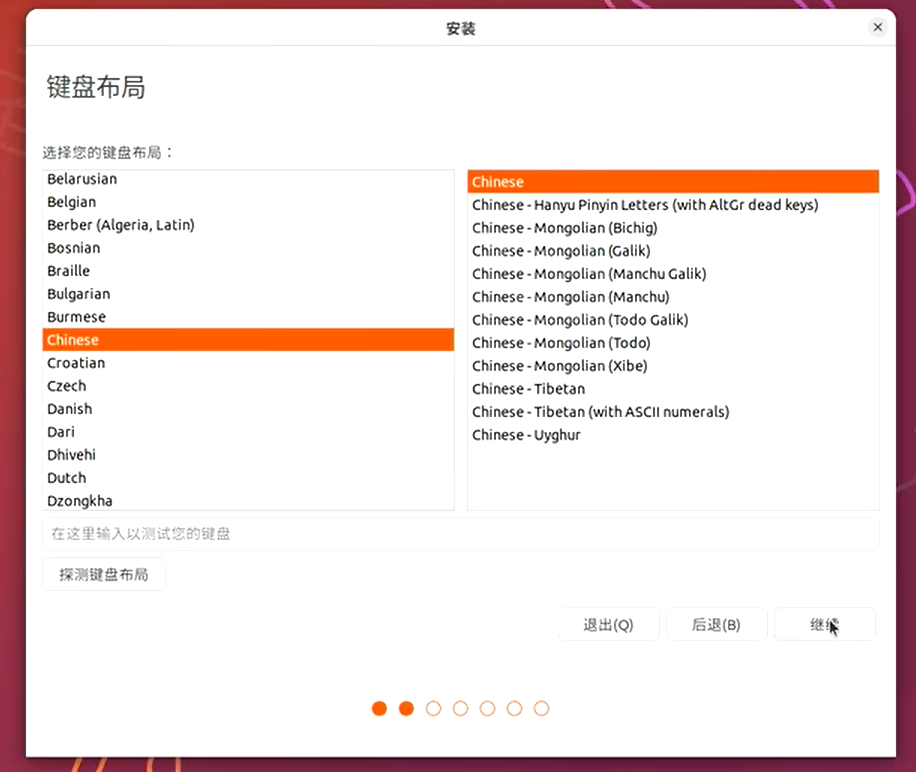 安装
键盘布局
选择您的键盘布局：
Belarusian
Belgian
Berber (Algeria, Latin)
Bosnian
Braille
Bulgarian
Burmese
Chinese
Croatian
Czech
Danish
Dari
Dhivehi
Dutch
Dzongkha
Chinese
Chinese - Hanyu Pinyin Letters (with AltGr dead keys)
Chinese - Mongolian (Bichig)
Chinese - Mongolian (Galik)
Chinese - Mongolian (Manchu Galik)
Chinese - Mongolian (Manchu)
Chinese - Mongolian (Todo Galik)
Chinese - Mongolian (Todo)
Chinese - Mongolian (Xibe)
Chinese - Tibetan
Chinese - Tibetan (with ASCII numerals)
Chinese - Uyghur
在这里输入以测试您的键盘
探测键盘布局
退出(Q) 后退(B) 继续